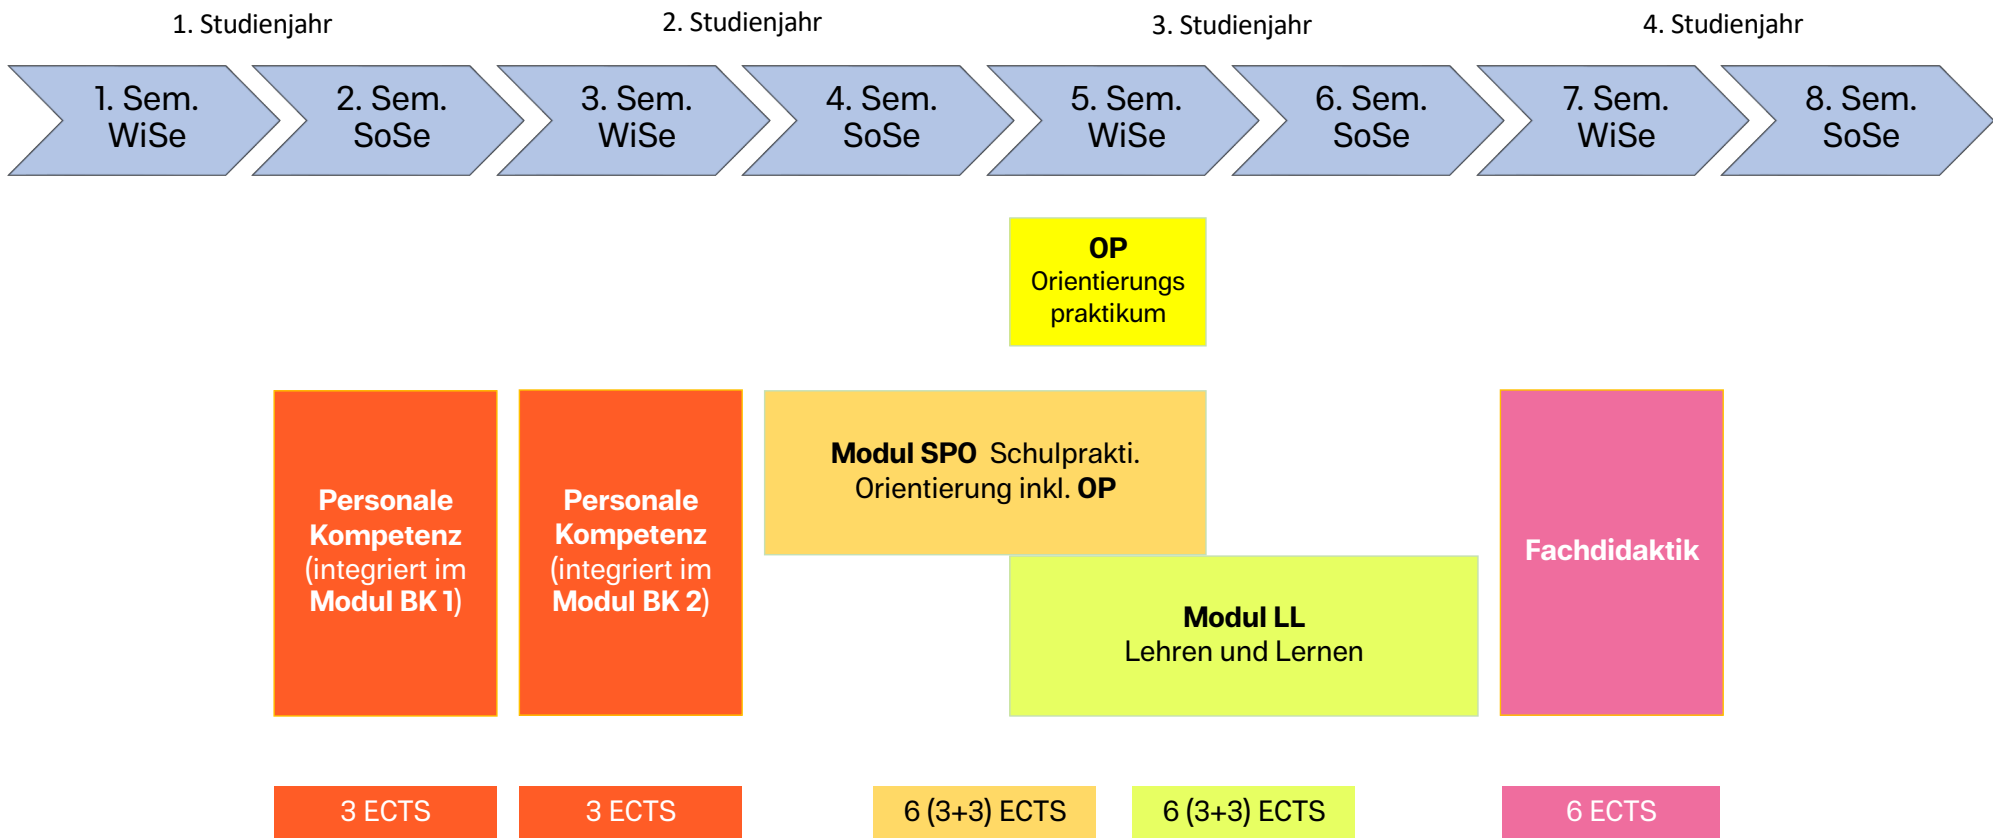 1. Studienjahr
2. Studienjahr
3. Studienjahr
4. Studienjahr
1. Sem.
WiSe
2. Sem.
SoSe
3. Sem.
WiSe
4. Sem.
SoSe
5. Sem.
WiSe
6. Sem.
SoSe
7. Sem.
WiSe
8. Sem.
SoSe
OP
Orientierungs
praktikum
Personale
Kompetenz
(integriert im
Modul BK 1)
Personale
Kompetenz
(integriert im
Modul BK 2)
Modul SPO Schulprakti.
Orientierung inkl. OP
Modul LL
Lehren und Lernen
Fachdidaktik
3 ECTS
3 ECTS
6 (3+3) ECTS
6 (3+3) ECTS
6 ECTS